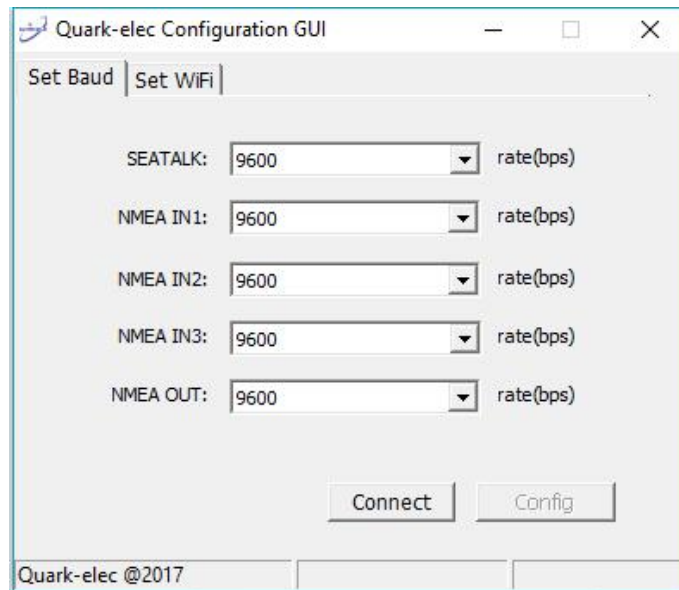 Quark-elec Configuration GUI
Set Baud Set WiFi
SEATALK: 9600 rate(bps)
NMEA IN1: 9600 rate(bps)
NMEA IN2: 9600 rate(bps)
NMEA IN3: 9600 rate(bps)
NMEA OUT: 9600 rate(bps)
Connect Config
Quark-elec @2017